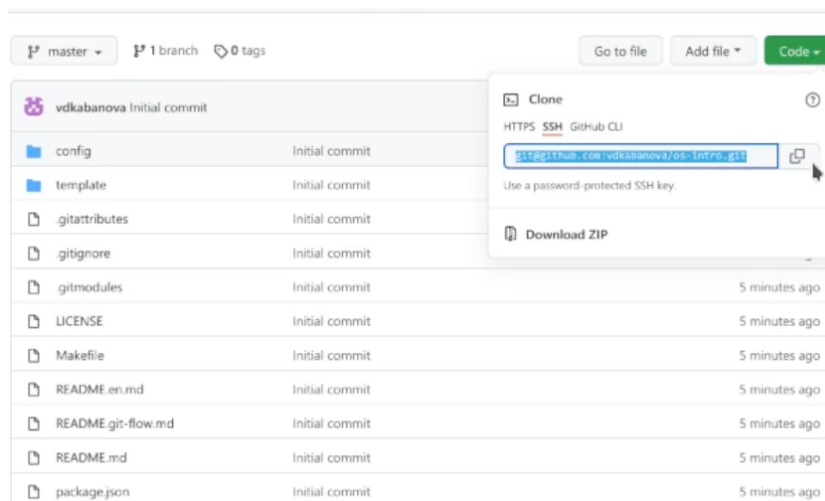 master 1 branch 0 tags Go to file Add file Code
vdkabanova Initial commit
Clone
HTTPS SSH GitHub CLI
git@github.com:vdkabanova/os-intro.git
Use a password-protected SSH key.
Download ZIP
config Initial commit
template Initial commit
.gitattributes Initial commit
.gitignore Initial commit
.gitmodules Initial commit 5 minutes ago
LICENSE Initial commit 5 minutes ago
Makefile Initial commit 5 minutes ago
README.en.md Initial commit 5 minutes ago
README.git-flow.md Initial commit 5 minutes ago
README.md Initial commit 5 minutes ago
package.json Initial commit 5 minutes ago